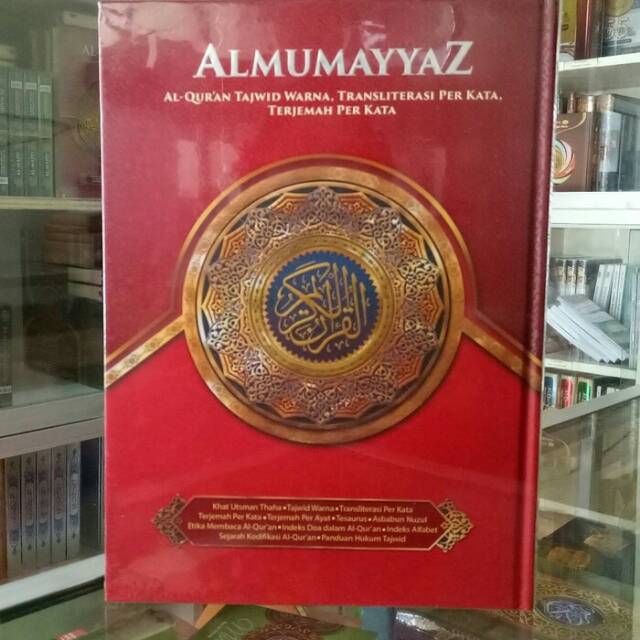 ALMUMAYYAZ
AL-QUR'AN TAJWID WARNA, TRANSLITERASI PER KATA,
TERJEMAH PER KATA
القرآن الكريم
Khat Utsman Thaha • Tajwid Warna • Transliterasi Per Kata
Terjemah Per Kata • Terjemah Per Ayat • Tesaurus • Asbabun Nuzul
Etika Membaca Al-Qur'an • Indeks Doa dalam Al-Qur'an • Indeks Alfabet
Sejarah Kodifikasi Al-Qur'an • Panduan Hukum Tajwid